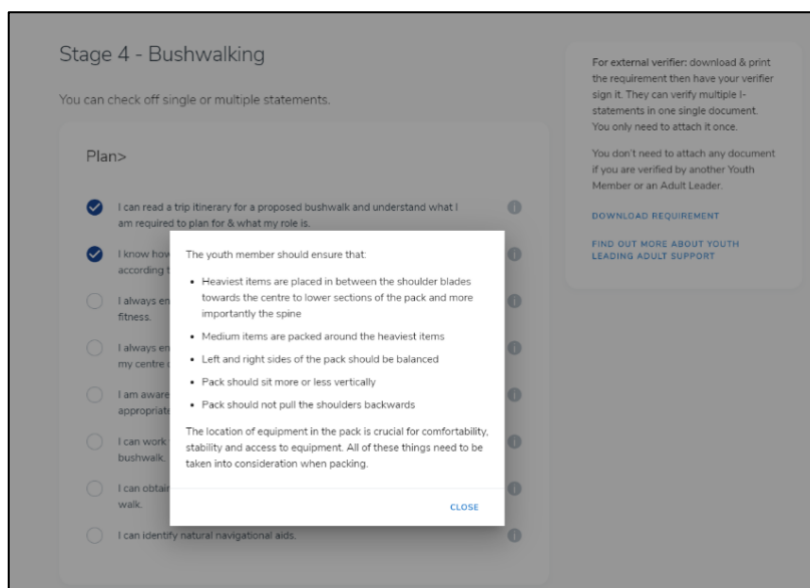 Stage 4 - Bushwalking
You can check off single or multiple statements.
Plan>
I can read a trip itinerary for a proposed bushwalk and understand what I
am required to plan for & what my role is.
I know how
according t
I always en
fitness.
I always en
my centre
I am aware
appropriate
I can work
bushwalk.
I can obtain
walk.
I can identify natural navigational aids.
The youth member should ensure that:
• Heaviest items are placed in between the shoulder blades
towards the centre to lower sections of the pack and more
importantly the spine
• Medium items are packed around the heaviest items
• Left and right sides of the pack should be balanced
• Pack should sit more or less vertically
• Pack should not pull the shoulders backwards
The location of equipment in the pack is crucial for comfortability,
stability and access to equipment. All of these things need to be
taken into consideration when packing.
CLOSE
For external verifier: download & print
the requirement then have your verifier
sign it. They can verify multiple I-
statements in one single document.
You only need to attach it once.
You don't need to attach any document
if you are verified by another Youth
Member or an Adult Leader.
DOWNLOAD REQUIREMENT
FIND OUT MORE ABOUT YOUTH
LEADING ADULT SUPPORT